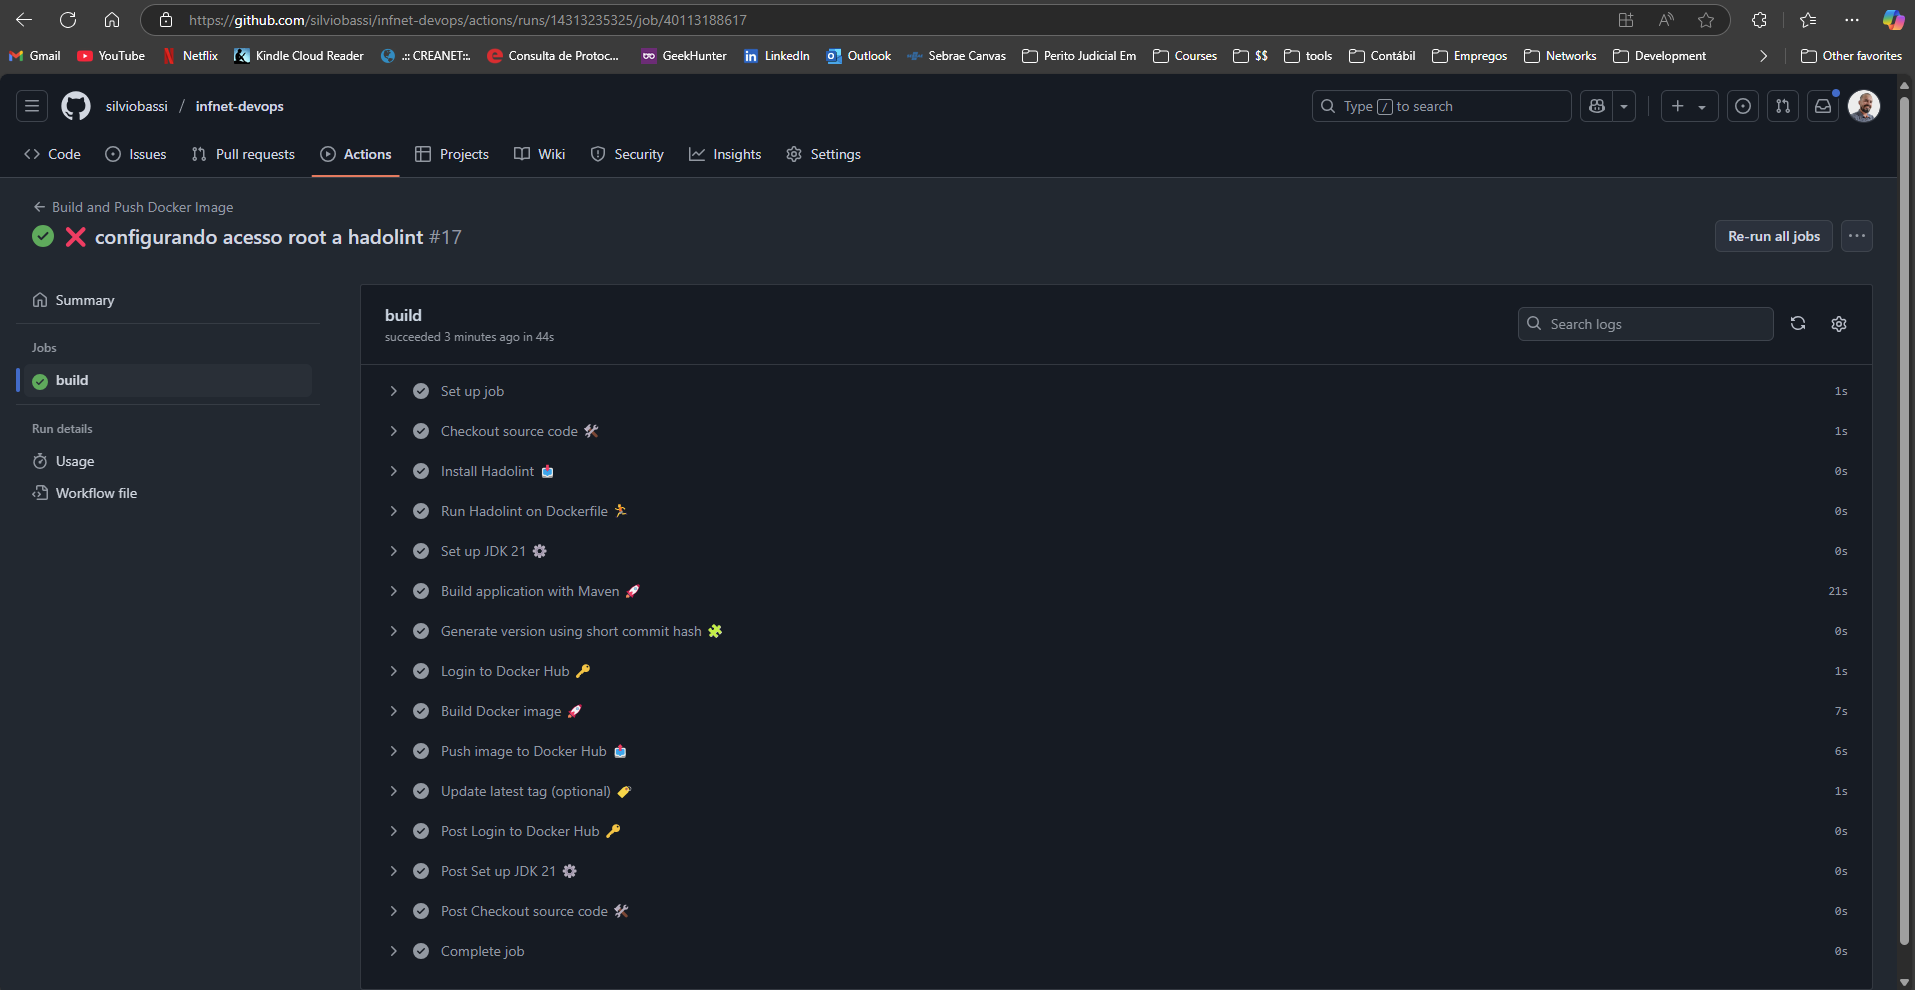 https://github.com/silviobassi/infnet-devops/actions/runs/14313235325/job/40113188617
Gmail YouTube Netflix Kindle Cloud Reader .:: CREANET::. Consulta de Protoc... GeekHunter LinkedIn Outlook Sebrae Canvas Perito Judicial Em Courses $$ tools Contábil Empregos Networks Development Other favorites
silviobassi / infnet-devops Type / to search
Code Issues Pull requests Actions Projects Wiki Security Insights Settings
Build and Push Docker Image
❌ configurando acesso root a hadolint #17 Re-run all jobs
Summary
Jobs
build
Run details
Usage
Workflow file
build
succeeded 3 minutes ago in 44s
Search logs
Set up job 1s
Checkout source code 🛠 1s
Install Hadolint 📥 0s
Run Hadolint on Dockerfile 🏃 0s
Set up JDK 21 ⚙ 0s
Build application with Maven 🚀 21s
Generate version using short commit hash 🧩 0s
Login to Docker Hub 🔑 1s
Build Docker image 🚀 7s
Push image to Docker Hub 📤 6s
Update latest tag (optional) 🏷 1s
Post Login to Docker Hub 🔑 0s
Post Set up JDK 21 ⚙ 0s
Post Checkout source code 🛠 0s
Complete job 0s